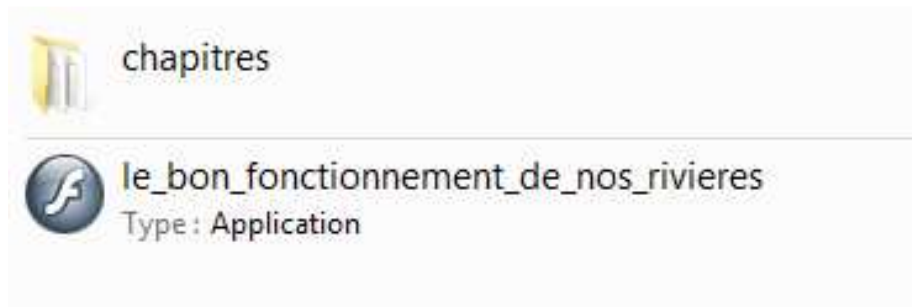 chapitres
le_bon_fonctionnement_de_nos_rivieres
Type : Application